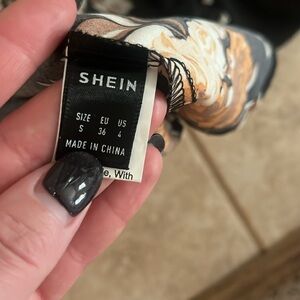 SHEIN
SIZE EU US
S 36 4
MADE IN CHINA
e, With